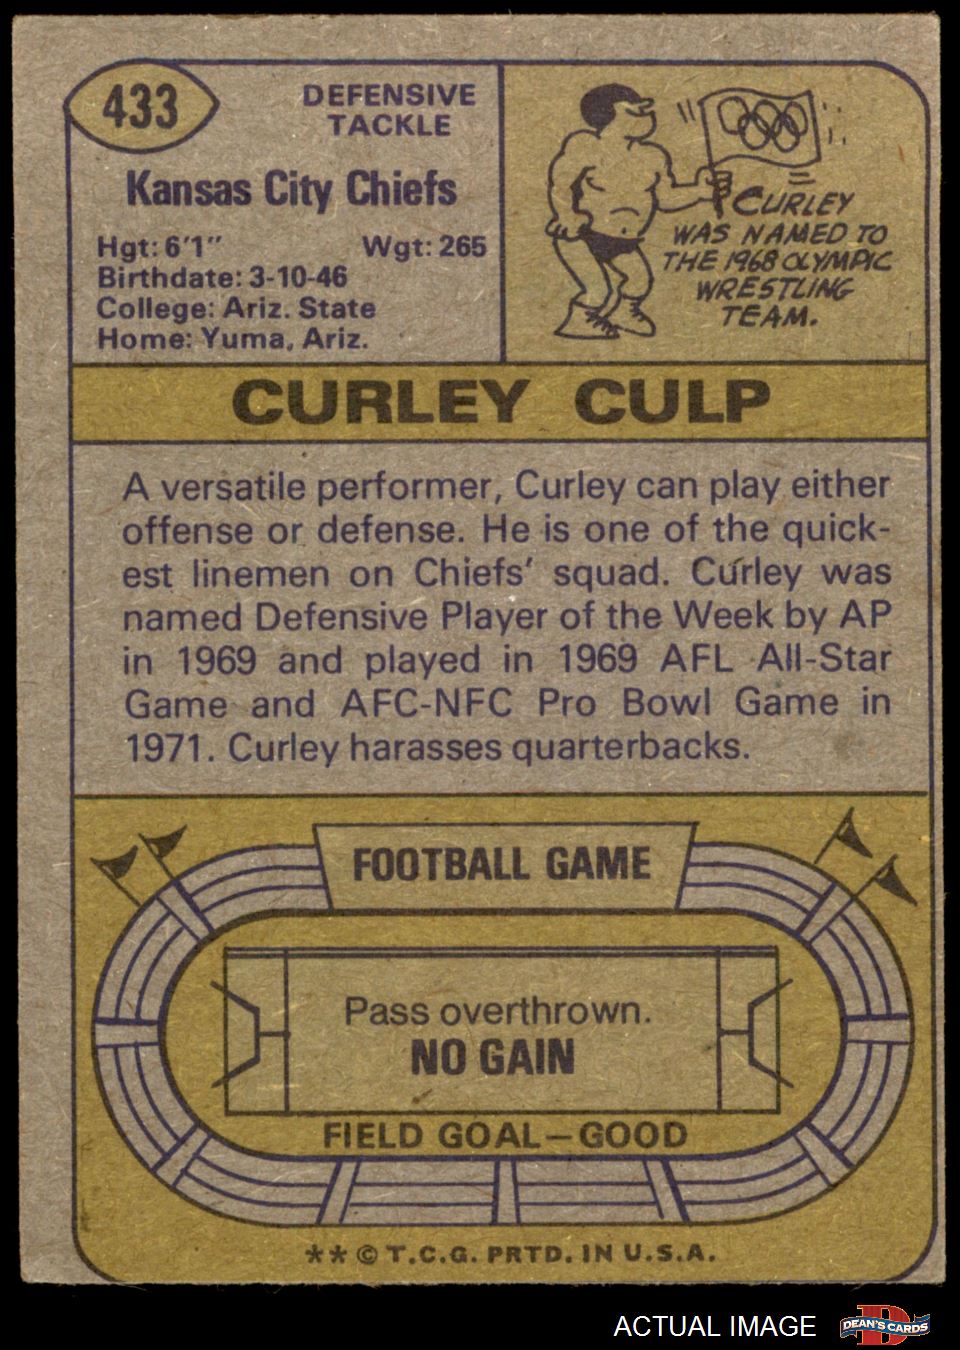 433
DEFENSIVE
TACKLE
Kansas City Chiefs
Hgt: 6'1" Wgt: 265
Birthdate: 3-10-46
College: Ariz. State
Home: Yuma, Ariz.
CURLEY
WAS NAMED TO
THE 1968 OLYMPIC
WRESTLING
TEAM.
CURLEY CULP
A versatile performer, Curley can play either
offense or defense. He is one of the quick-
est linemen on Chiefs' squad. Curley was
named Defensive Player of the Week by AP
in 1969 and played in 1969 AFL All-Star
Game and AFC-NFC Pro Bowl Game in
1971. Curley harasses quarterbacks.
FOOTBALL GAME
Pass overthrown.
NO GAIN
FIELD GOAL—GOOD
** © T.C.G. PRTD. IN U.S.A.
ACTUAL IMAGE
DEAN'S CARDS